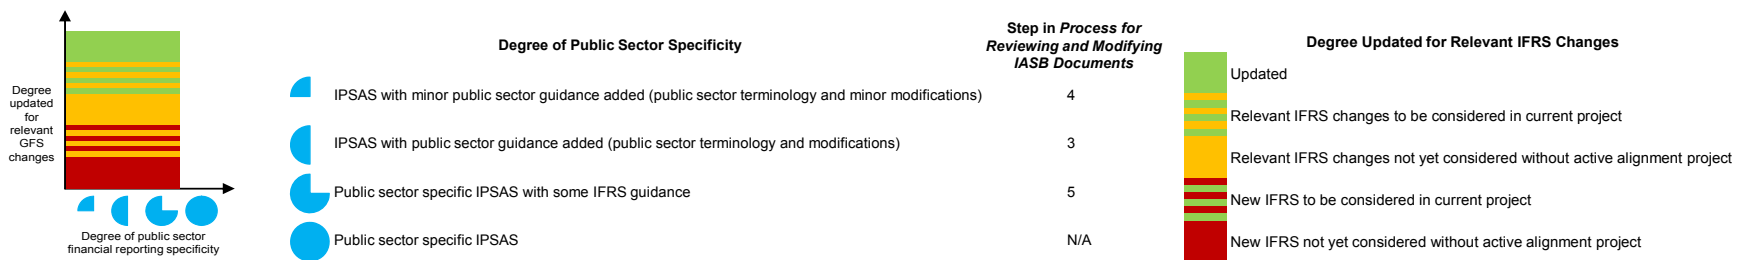 Degree
updated
for
relevant
GFS
changes
Degree of public sector
financial reporting specificity
Degree of Public Sector Specificity
Step in Process for
Reviewing and Modifying
IASB Documents
IPSAS with minor public sector guidance added (public sector terminology and minor modifications)
4
IPSAS with public sector guidance added (public sector terminology and modifications)
3
Public sector specific IPSAS with some IFRS guidance
5
Public sector specific IPSAS
N/A
Degree Updated for Relevant IFRS Changes
Updated
Relevant IFRS changes to be considered in current project
Relevant IFRS changes not yet considered without active alignment project
New IFRS to be considered in current project
New IFRS not yet considered without active alignment project